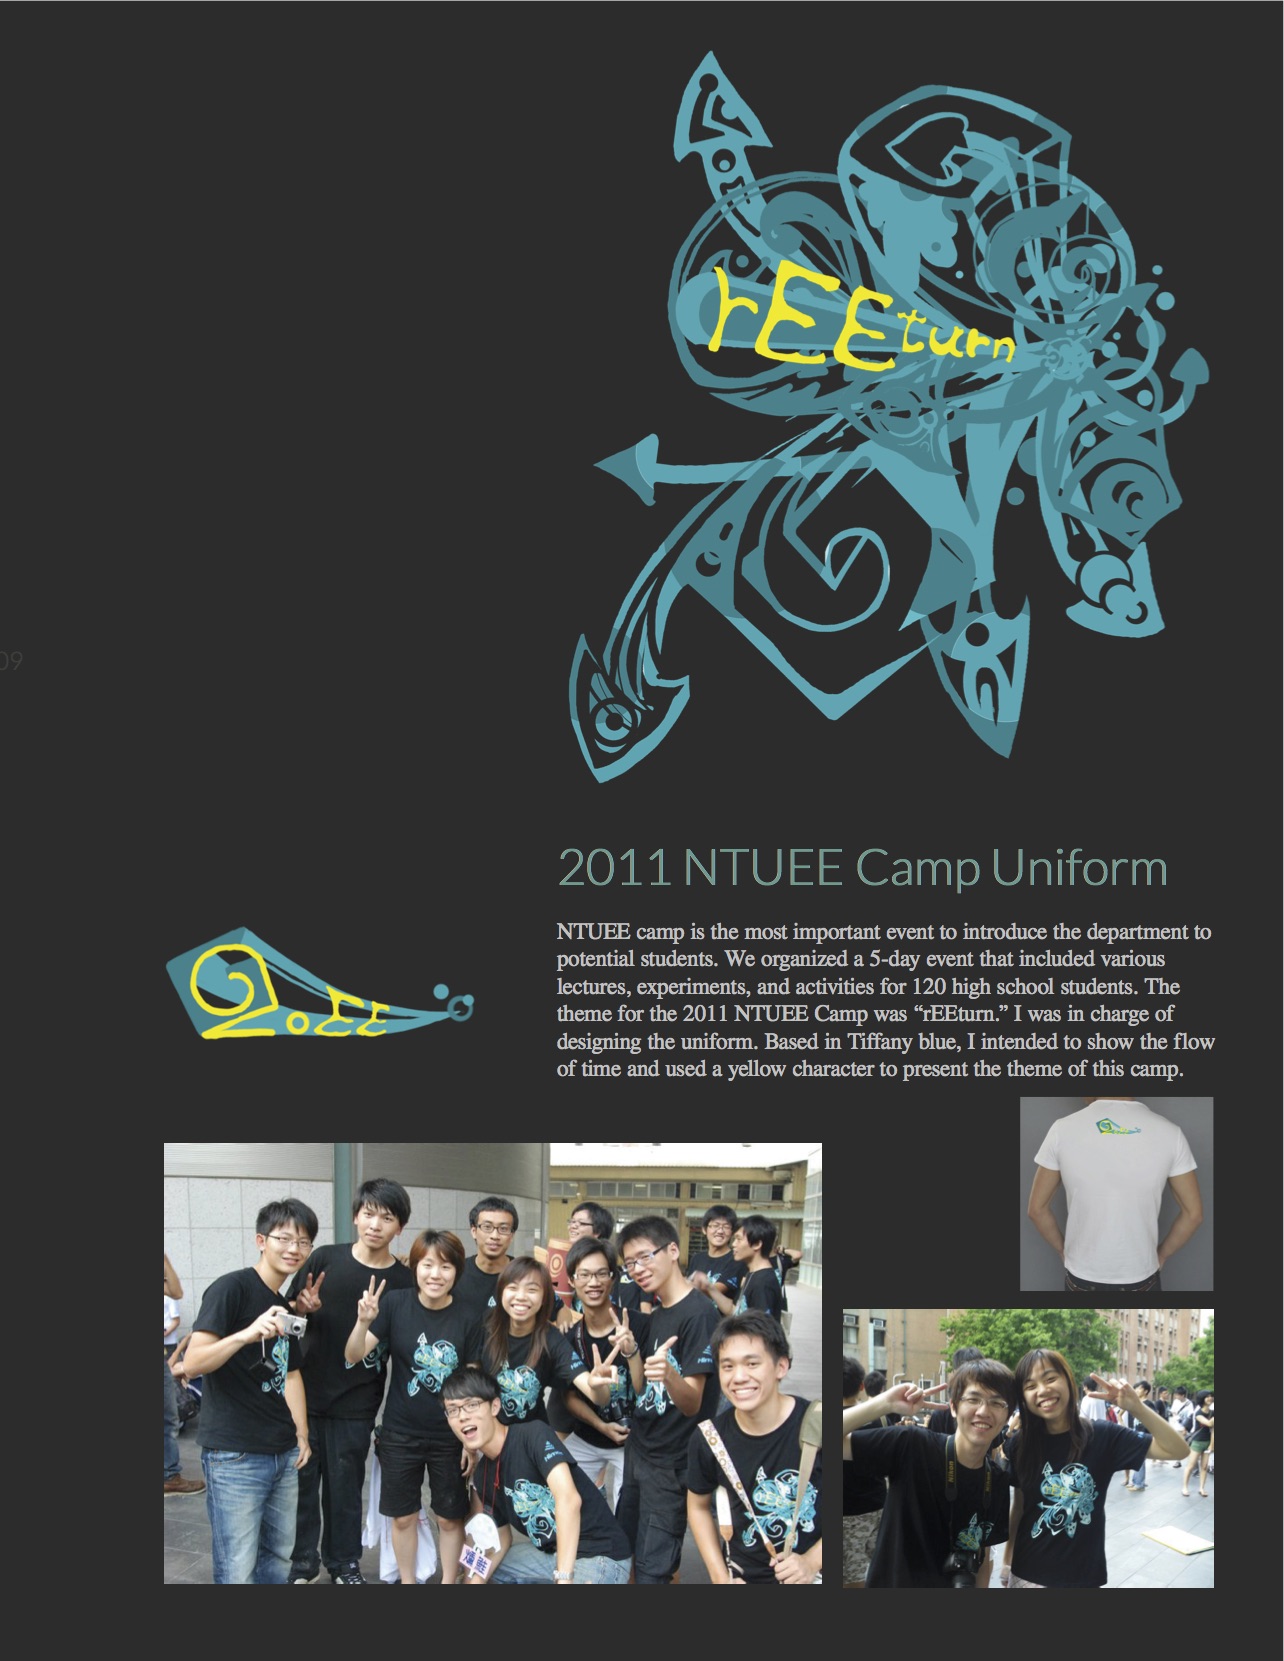 rEEturn
09
2011 NTUEE Camp Uniform
NTUEE camp is the most important event to introduce the department to
potential students. We organized a 5-day event that included various
lectures, experiments, and activities for 120 high school students. The
theme for the 2011 NTUEE Camp was “rEEturn.” I was in charge of
designing the uniform. Based in Tiffany blue, I intended to show the flow
of time and used a yellow character to present the theme of this camp.